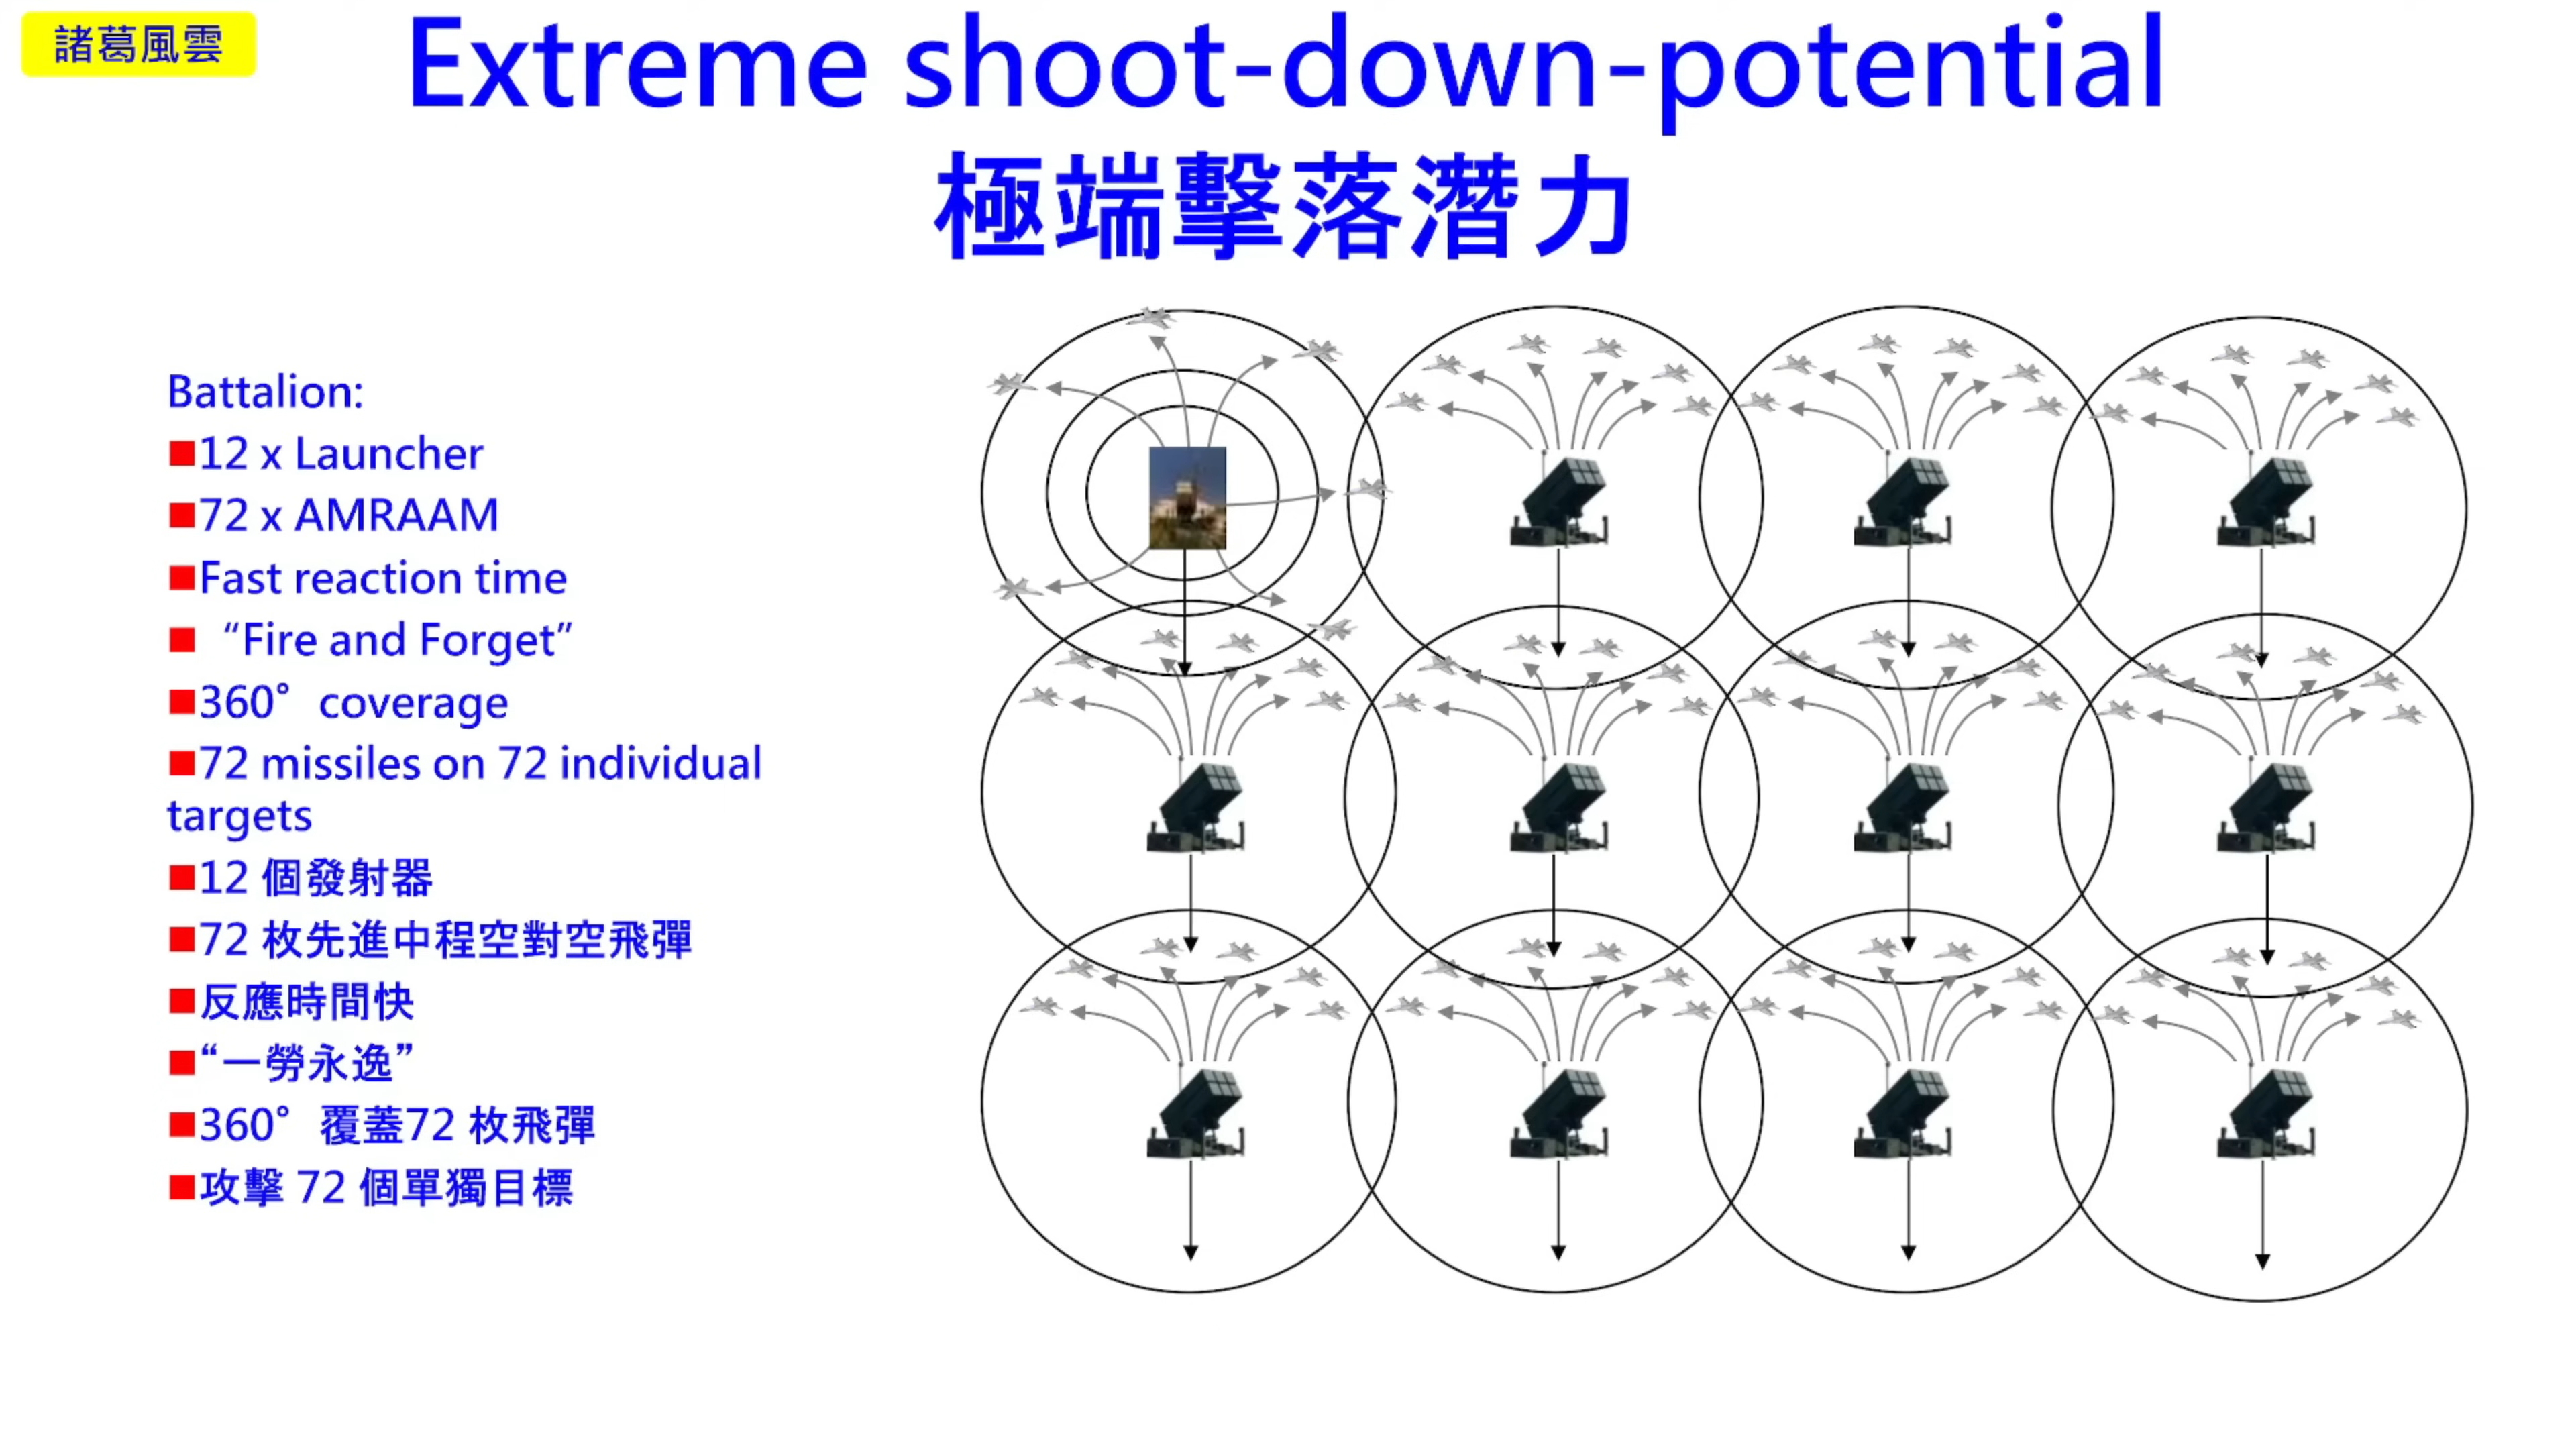 諸葛風雲
Extreme shoot-down-potential
極端擊落潛力
Battalion:
12 x Launcher
72 x AMRAAM
Fast reaction time
“Fire and Forget”
360° coverage
72 missiles on 72 individual
targets
12 個發射器
72 枚先進中程空對空飛彈
反應時間快
“一勞永逸”
360° 覆蓋72 枚飛彈
攻擊 72 個單獨目標